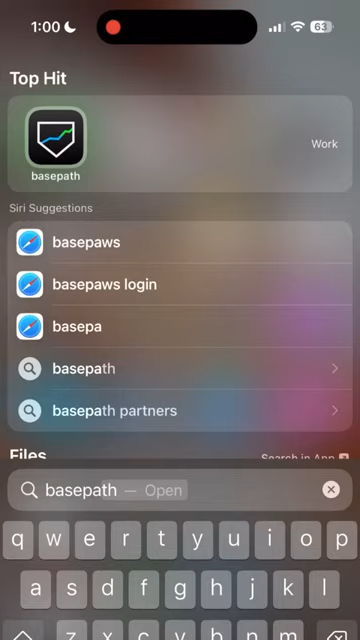 1:00
63
Top Hit
basepath
Work
Siri Suggestions
basepaws
basepaws login
basepa
basepath
basepath partners
Files
Search in App
basepath — Open
q w e r t y u i o p
a s d f g h j k l
z x c v b n m